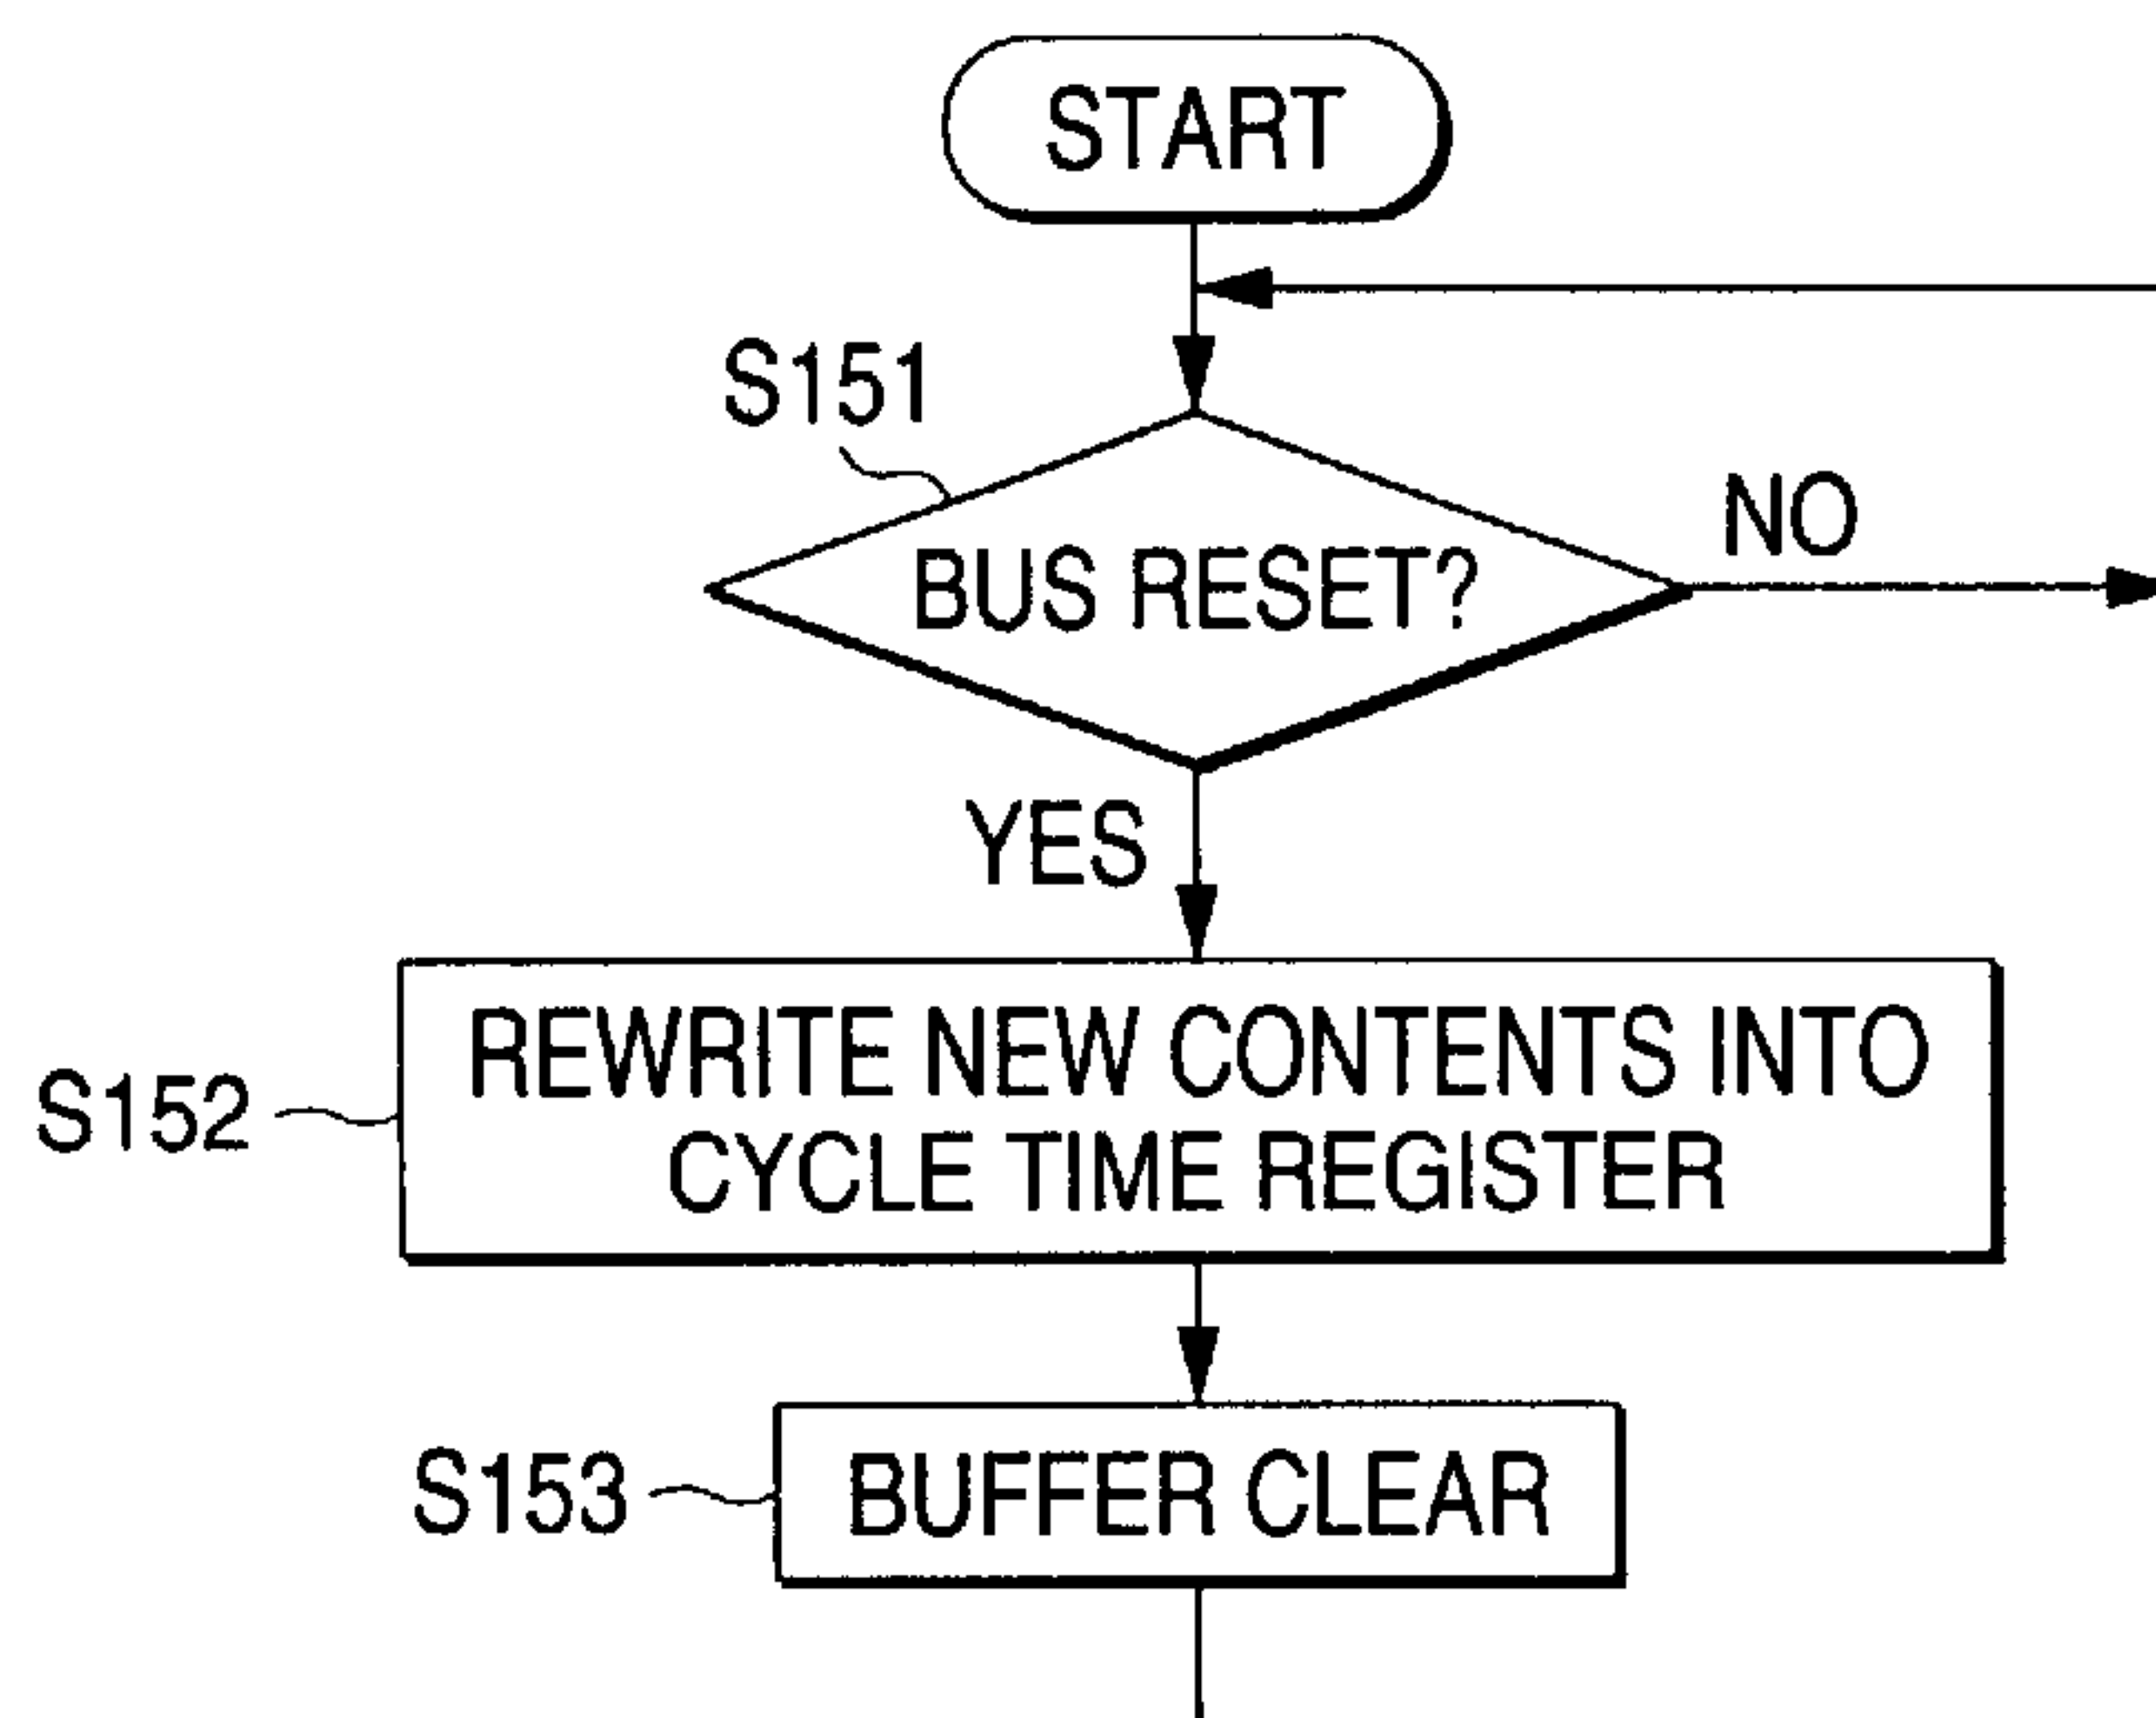 START
S151
BUS RESET?
NO
YES
S152
REWRITE NEW CONTENTS INTO
CYCLE TIME REGISTER
S153
BUFFER CLEAR